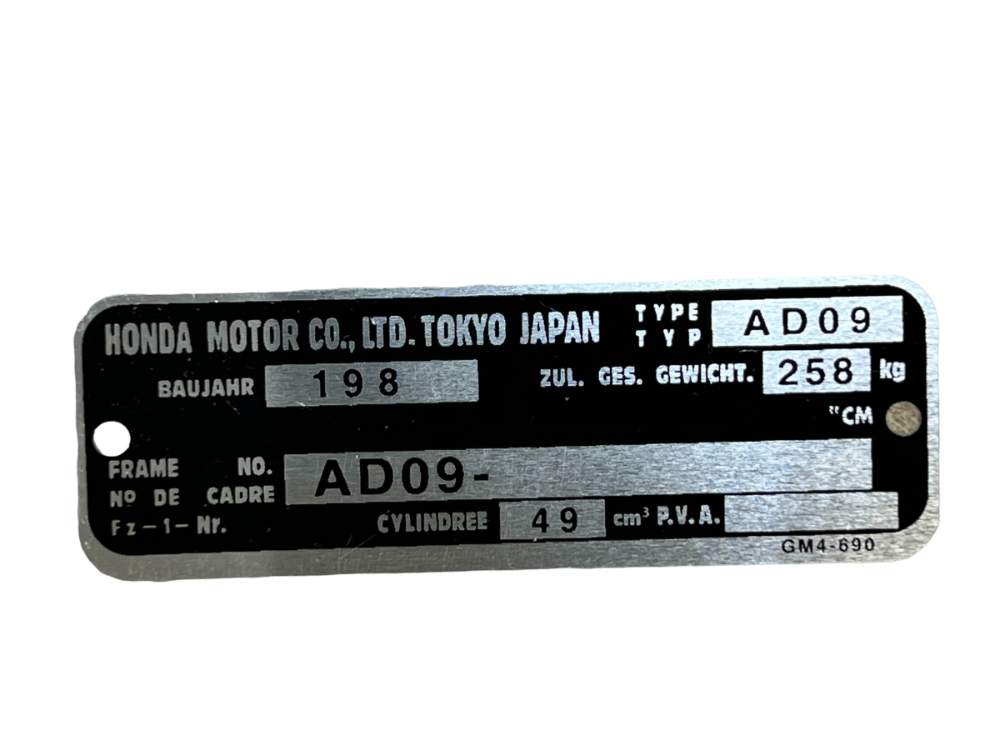 HONDA MOTOR CO., LTD. TOKYO JAPAN TYPE AD09
TYP
BAUJAHR 198 ZUL. GES. GEWICHT. 258 kg
"CM
FRAME NO. AD09-
Nº DE CADRE
Fz-1-Nr. CYLINDREE 49 cm³ P.V.A.
GM4-690